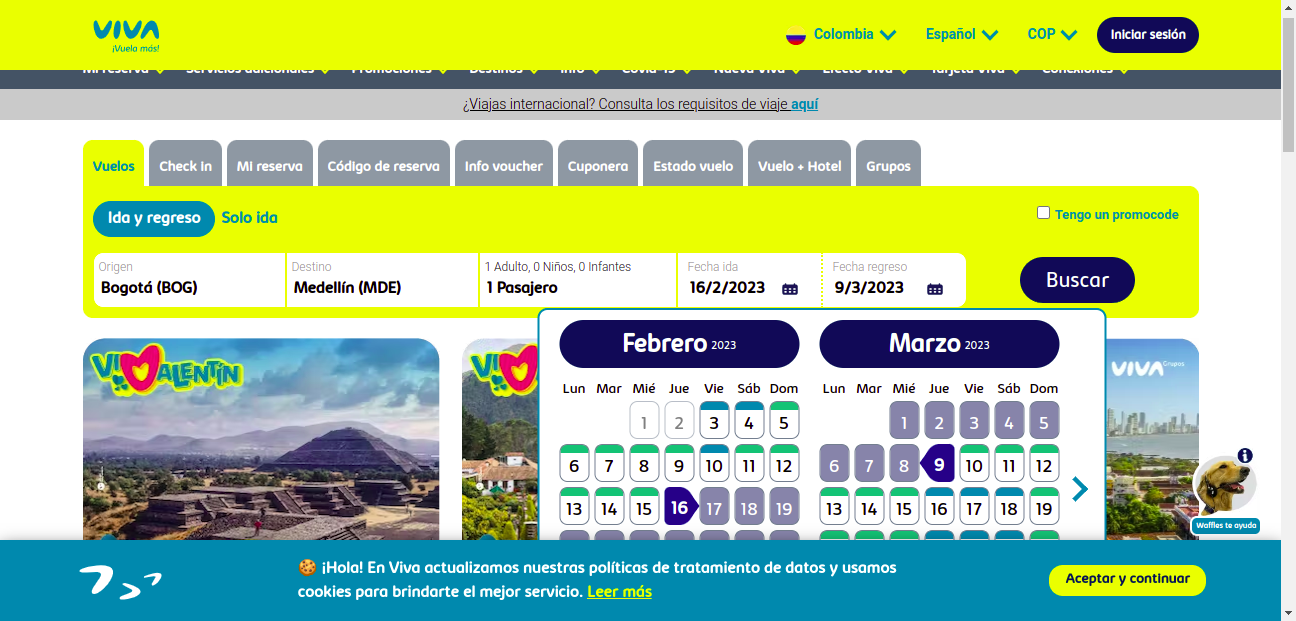 VIVA
¡Vuela más!
Colombia
Español
COP
Iniciar sesión
Mi reserva
Servicios adicionales
Promociones
Destinos
Info
Covid-19
Nueva Viva
Efecto Viva
Tarjeta Viva
Conexiones
¿Viajas internacional? Consulta los requisitos de viaje aquí
Vuelos
Check In
Mi reserva
Código de reserva
Info voucher
Cuponera
Estado vuelo
Vuelo + Hotel
Grupos
Ida y regreso
Solo ida
Tengo un promocode
Origen
Bogotá (BOG)
Destino
Medellín (MDE)
1 Adulto, 0 Niños, 0 Infantes
1 Pasajero
Fecha ida
16/2/2023
Fecha regreso
9/3/2023
Buscar
Febrero 2023
Lun Mar Mié Jue Vie Sáb Dom
1 2 3 4 5
6 7 8 9 10 11 12
13 14 15 16 17 18 19
Marzo 2023
Lun Mar Mié Jue Vie Sáb Dom
1 2 3 4 5
6 7 8 9 10 11 12
13 14 15 16 17 18 19
VIVALENTÍN
VIVA Grupos
Waffles te ayuda
🍪 ¡Hola! En Viva actualizamos nuestras políticas de tratamiento de datos y usamos
cookies para brindarte el mejor servicio. Leer más
Aceptar y continuar